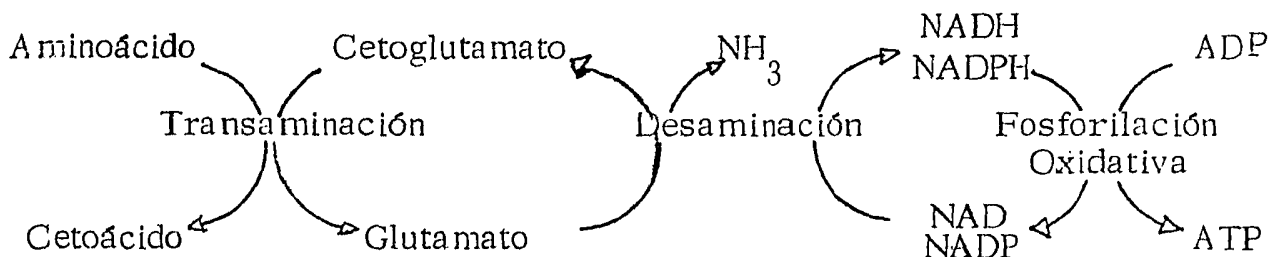 Aminoácido Cetoglutamato NH3 NADH ADP
NADPH
Transaminación Desaminación Fosforilación
Oxidativa
Cetoácido Glutamato NAD ATP
NADP